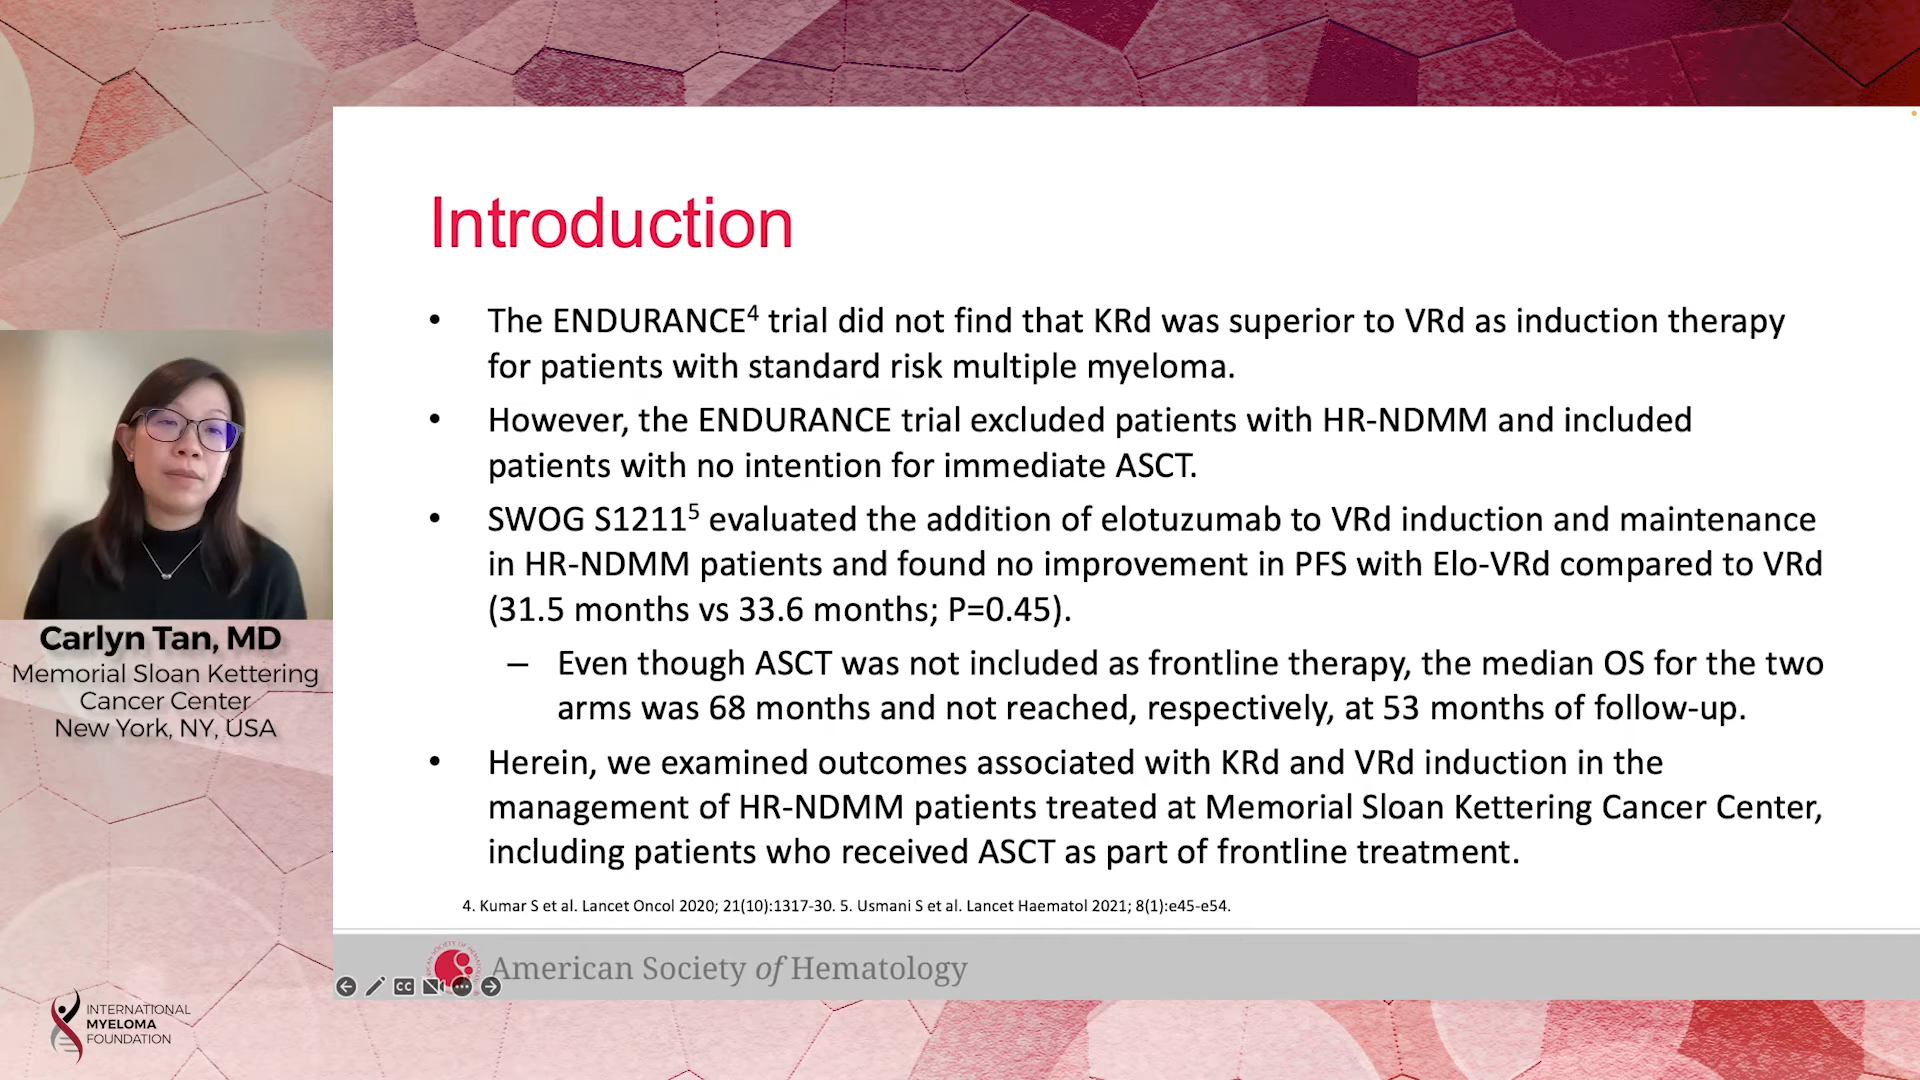 Introduction
• The ENDURANCE⁴ trial did not find that KRd was superior to VRd as induction therapy
for patients with standard risk multiple myeloma.
• However, the ENDURANCE trial excluded patients with HR-NDMM and included
patients with no intention for immediate ASCT.
• SWOG S1211⁵ evaluated the addition of elotuzumab to VRd induction and maintenance
in HR-NDMM patients and found no improvement in PFS with Elo-VRd compared to VRd
(31.5 months vs 33.6 months; P=0.45).
– Even though ASCT was not included as frontline therapy, the median OS for the two
arms was 68 months and not reached, respectively, at 53 months of follow-up.
• Herein, we examined outcomes associated with KRd and VRd induction in the
management of HR-NDMM patients treated at Memorial Sloan Kettering Cancer Center,
including patients who received ASCT as part of frontline treatment.
4. Kumar S et al. Lancet Oncol 2020; 21(10):1317-30. 5. Usmani S et al. Lancet Haematol 2021; 8(1):e45-e54.
American Society of Hematology
CC
Carlyn Tan, MD
Memorial Sloan Kettering
Cancer Center
New York, NY, USA
INTERNATIONAL
MYELOMA
FOUNDATION